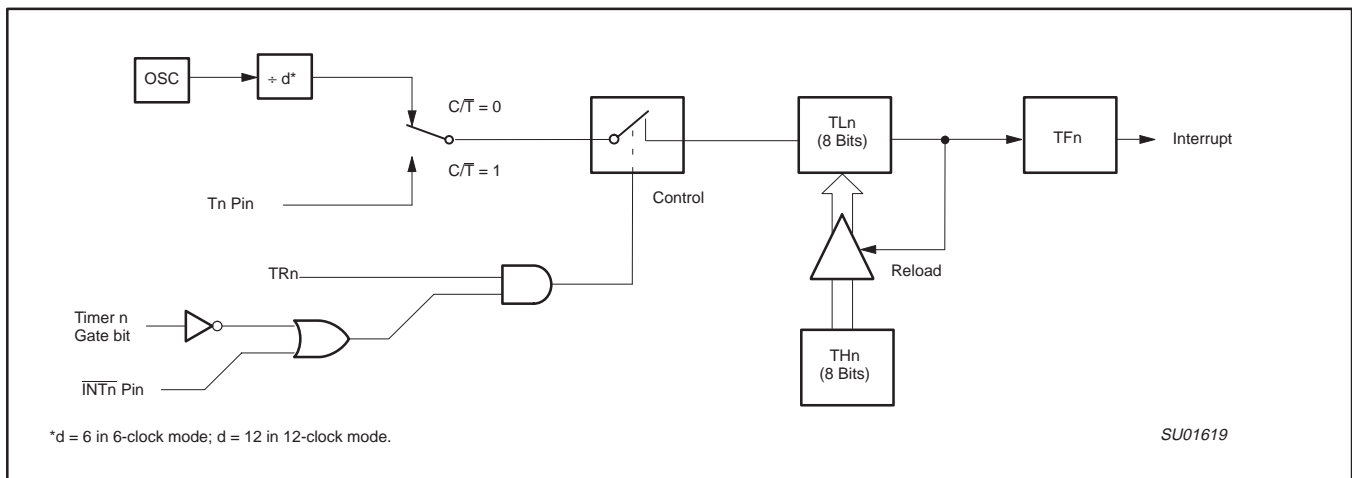 OSC
÷ d*
C/T̅ = 0
C/T̅ = 1
Tn Pin
Control
TLn
(8 Bits)
TFn
Interrupt
TRn
Reload
Timer n
Gate bit
I̅N̅T̅n̅ Pin
THn
(8 Bits)
*d = 6 in 6-clock mode; d = 12 in 12-clock mode.
SU01619